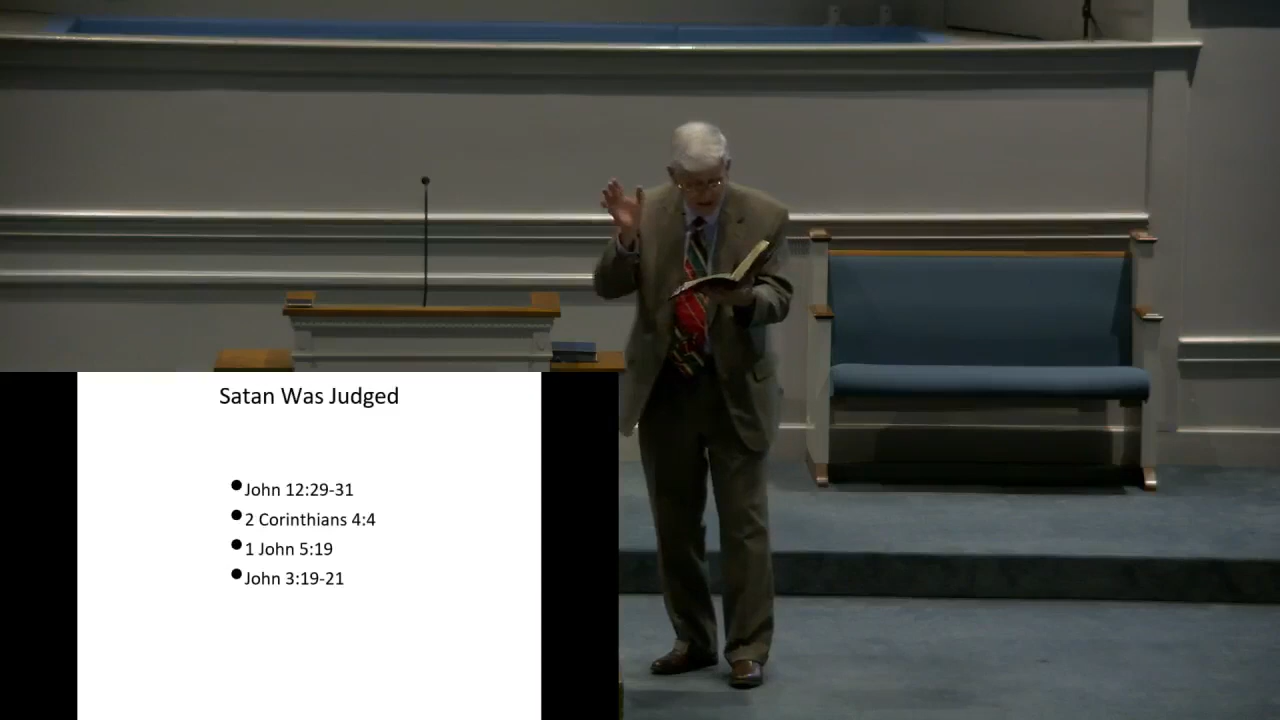 Satan Was Judged
John 12:29-31
2 Corinthians 4:4
1 John 5:19
John 3:19-21